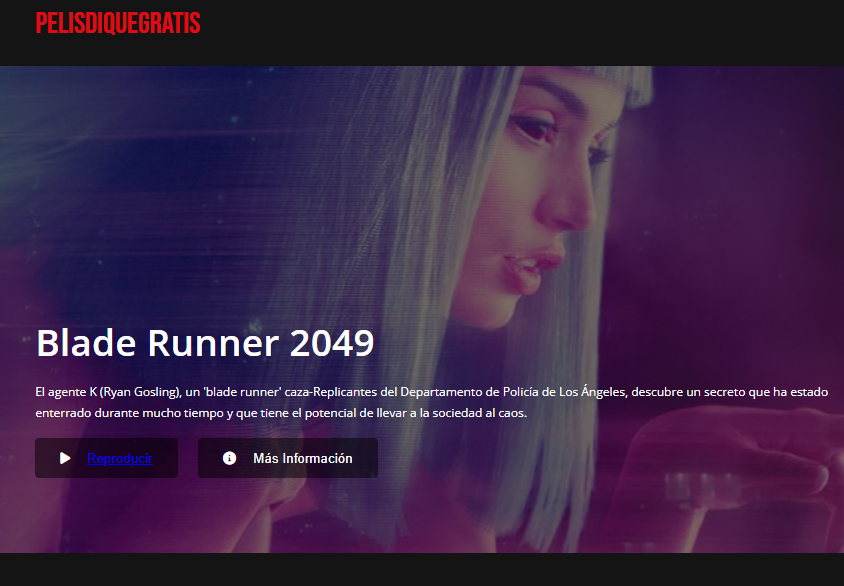 PELISDIQUEGRATIS
Blade Runner 2049
El agente K (Ryan Gosling), un 'blade runner' caza-Replicantes del Departamento de Policía de Los Ángeles, descubre un secreto que ha estado
enterrado durante mucho tiempo y que tiene el potencial de llevar a la sociedad al caos.
Reproducir Más Información